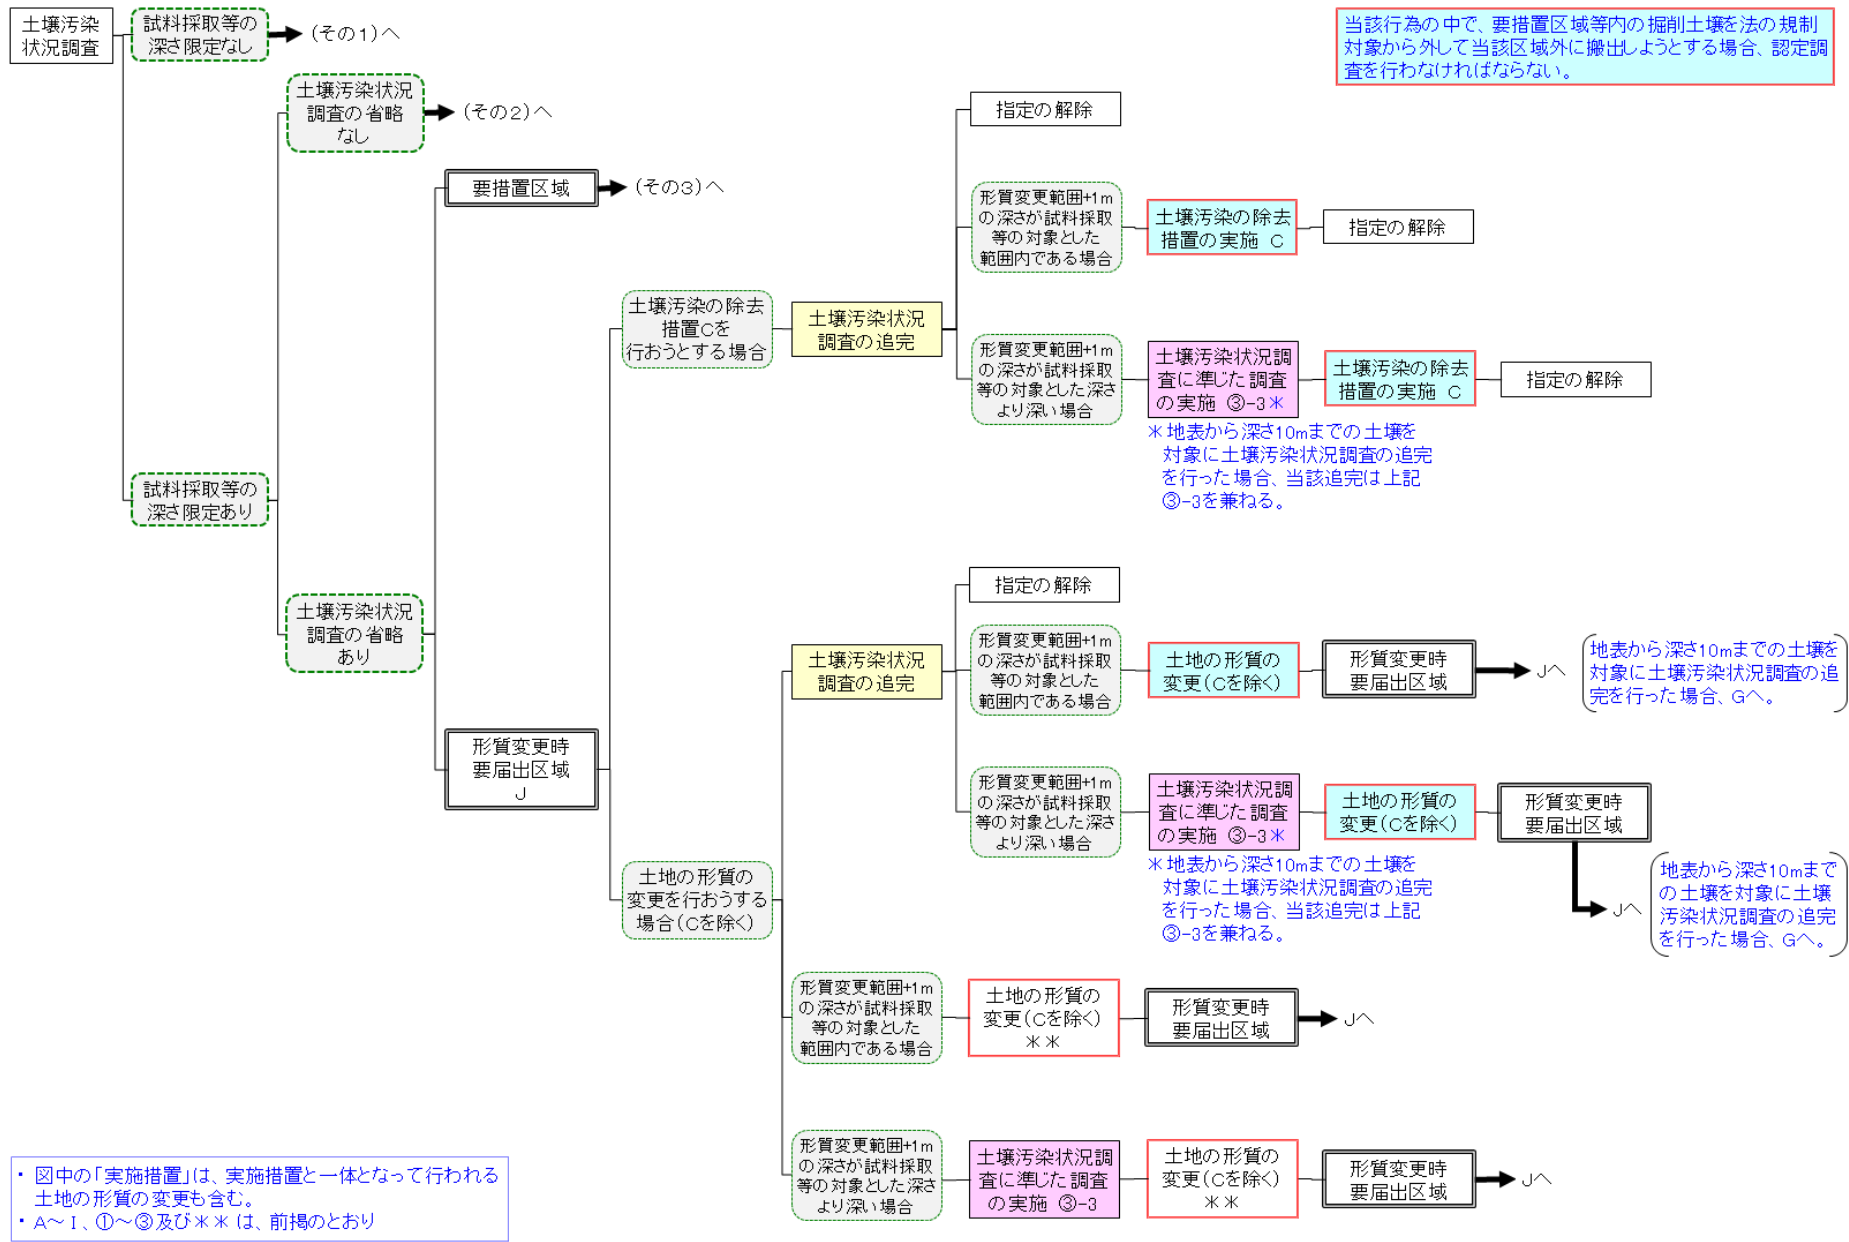 土壌汚染
状況調査
試料採取等の
深さ限定なし
(その1)へ
当該行為の中で、要措置区域等内の掘削土壌を法の規制
対象から外して当該区域外に搬出しようとする場合、認定調
査を行わなければならない。
土壌汚染状況
調査の省略
なし
(その2)へ
指定の解除
要措置区域
(その3)へ
形質変更範囲+1m
の深さが試料採取
等の対象とした
範囲内である場合
土壌汚染の除去
措置の実施 C
指定の解除
土壌汚染の除去
措置Cを
行おうとする場合
土壌汚染状況
調査の追完
形質変更範囲+1m
の深さが試料採取
等の対象とした深さ
より深い場合
土壌汚染状況調
査に準じた調査
の実施 ③-3＊
土壌汚染の除去
措置の実施 C
指定の解除
＊地表から深さ10mまでの土壌を
対象に土壌汚染状況調査の追完
を行った場合、当該追完は上記
③-3を兼ねる。
試料採取等の
深さ限定あり
指定の解除
土壌汚染状況
調査の省略
あり
土壌汚染状況
調査の追完
形質変更範囲+1m
の深さが試料採取
等の対象とした
範囲内である場合
土地の形質の
変更(Cを除く)
形質変更時
要届出区域
Jへ
地表から深さ10mまでの土壌を
対象に土壌汚染状況調査の追
完を行った場合、Gへ。
形質変更時
要届出区域
J
形質変更範囲+1m
の深さが試料採取
等の対象とした深さ
より深い場合
土壌汚染状況調
査に準じた調査
の実施 ③-3＊
土地の形質の
変更(Cを除く)
形質変更時
要届出区域
＊地表から深さ10mまでの土壌を
対象に土壌汚染状況調査の追完
を行った場合、当該追完は上記
③-3を兼ねる。
Jへ
地表から深さ10mまで
の土壌を対象に土壌
汚染状況調査の追完
を行った場合、Gへ。
土地の形質の
変更を行おうする
場合(Cを除く)
形質変更範囲+1m
の深さが試料採取
等の対象とした
範囲内である場合
土地の形質の
変更(Cを除く)
＊＊
形質変更時
要届出区域
Jへ
形質変更範囲+1m
の深さが試料採取
等の対象とした深さ
より深い場合
土壌汚染状況調
査に準じた調査
の実施 ③-3
土地の形質の
変更(Cを除く)
＊＊
形質変更時
要届出区域
Jへ
・ 図中の「実施措置」は、実施措置と一体となって行われる
土地の形質の変更も含む。
・ A～I、①～③及び＊＊ は、前掲のとおり